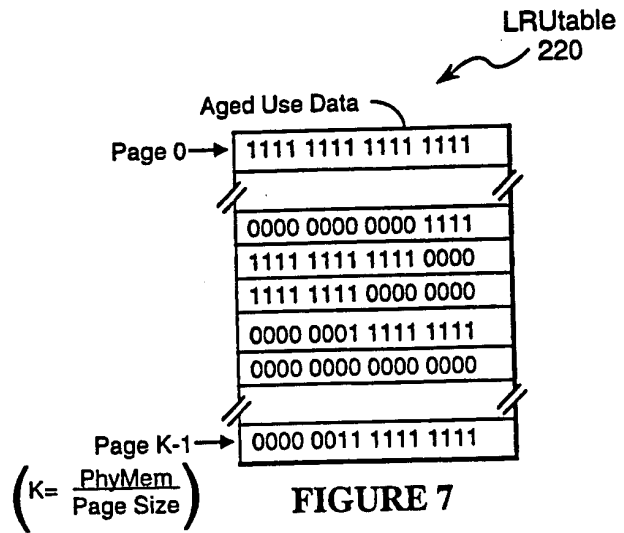 LRUtable
220
Aged Use Data
Page 0
1111 1111 1111 1111
0000 0000 0000 1111
1111 1111 1111 0000
1111 1111 0000 0000
0000 0001 1111 1111
0000 0000 0000 0000
Page K-1
0000 0011 1111 1111
(K= PhyMem
Page Size)
FIGURE 7